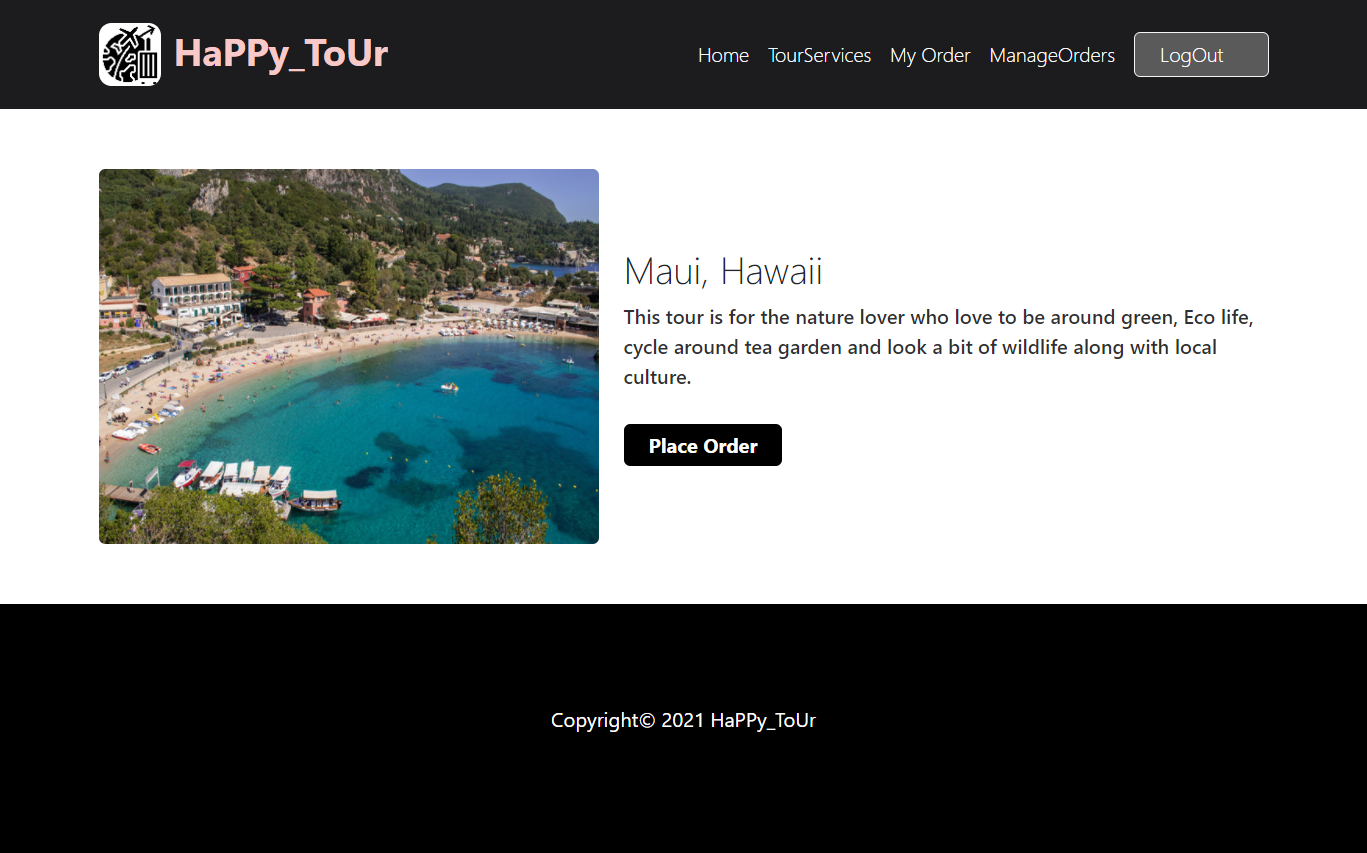 HaPPy_ToUr
Home TourServices My Order ManageOrders LogOut
Maui, Hawaii
This tour is for the nature lover who love to be around green, Eco life,
cycle around tea garden and look a bit of wildlife along with local
culture.
Place Order
Copyright© 2021 HaPPy_ToUr